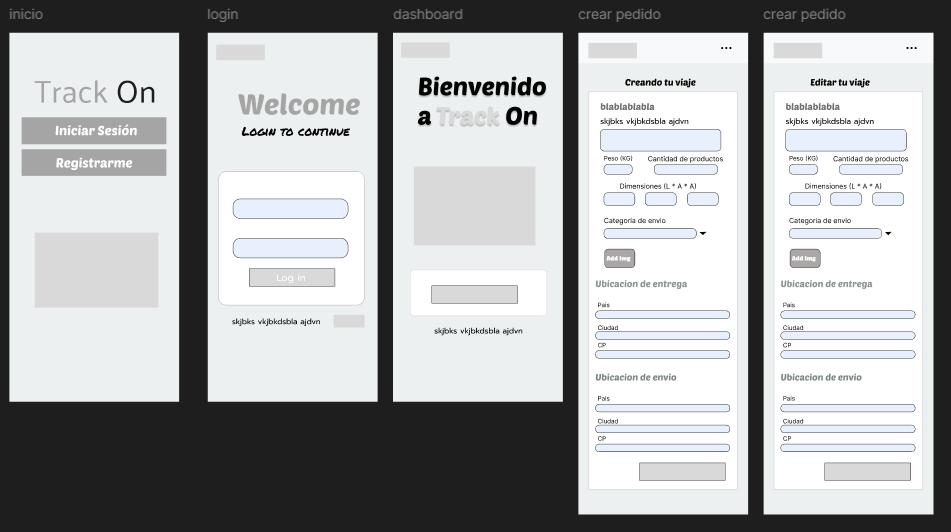 inicio
login
dashboard
crear pedido
crear pedido
Track On
Iniciar Sesión
Registrarme
Welcome
Login to continue
Log in
skjbks vkjbkdsbla ajdvn
Bienvenido
a Track On
skjbks vkjbkdsbla ajdvn
Creando tu viaje
blablablabla
skjbks vkjbkdsbla ajdvn
Peso (KG)
Cantidad de productos
Dimensiones (L * A * A)
Categoria de envio
Add Img
Ubicacion de entrega
Pais
Ciudad
CP
Ubicacion de envio
Pais
Ciudad
CP
Editar tu viaje
blablablabla
skjbks vkjbkdsbla ajdvn
Peso (KG)
Cantidad de productos
Dimensiones (L * A * A)
Categoria de envio
Add Img
Ubicacion de entrega
Pais
Ciudad
CP
Ubicacion de envio
Pais
Ciudad
CP